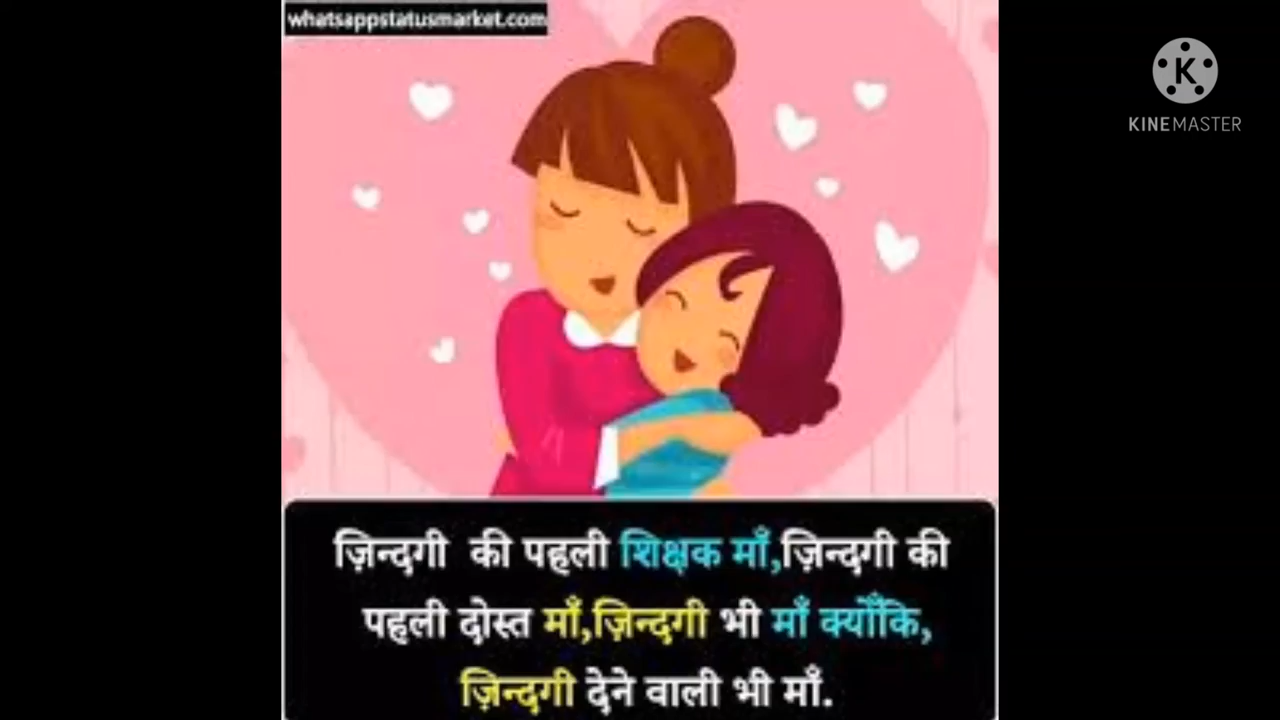 whatsappstatusmarket.com
K
KINEMASTER
ज़िन्दगी की पहली शिक्षक माँ,ज़िन्दगी की
पहली दोस्त माँ,ज़िन्दगी भी माँ क्योँकि,
ज़िन्दगी देने वाली भी माँ.